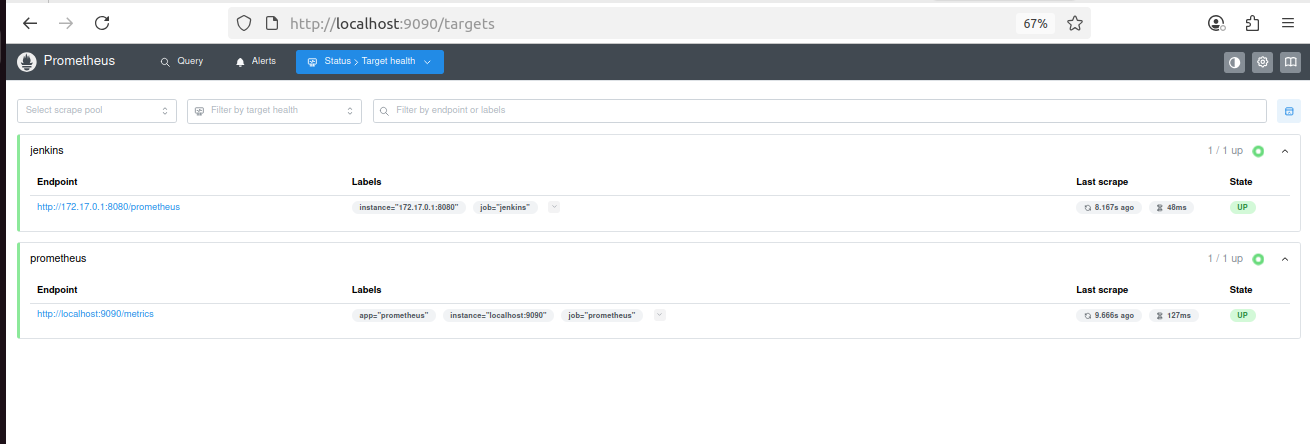 http://localhost:9090/targets 67%
Prometheus Query Alerts Status > Target health
Select scrape pool Filter by target health Filter by endpoint or labels
jenkins 1 / 1 up
Endpoint Labels Last scrape State
http://172.17.0.1:8080/prometheus instance="172.17.0.1:8080" job="jenkins" 8.167s ago 48ms UP
prometheus 1 / 1 up
Endpoint Labels Last scrape State
http://localhost:9090/metrics app="prometheus" instance="localhost:9090" job="prometheus" 9.666s ago 127ms UP